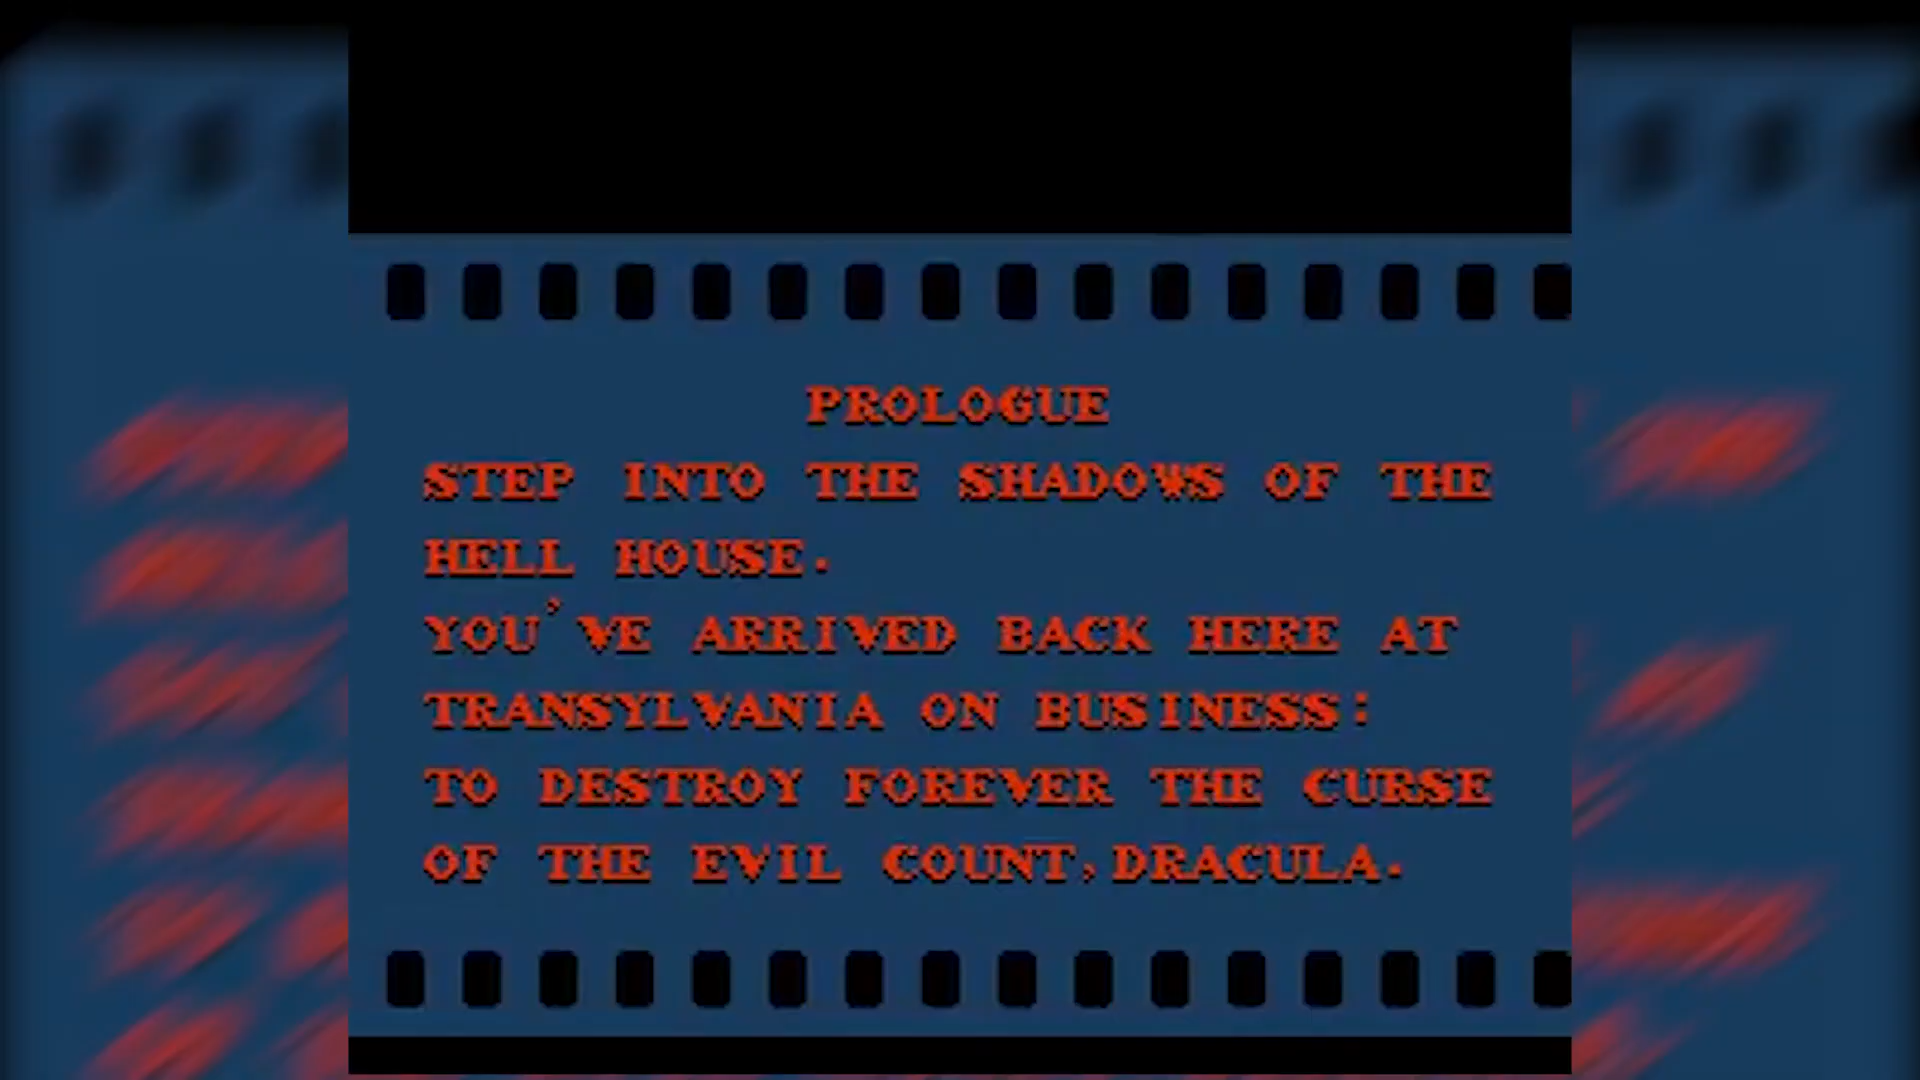 PROLOGUE
STEP INTO THE SHADOWS OF THE
HELL HOUSE.
YOU'VE ARRIVED BACK HERE AT
TRANSYLVANIA ON BUSINESS:
TO DESTROY FOREVER THE CURSE
OF THE EVIL COUNT,DRACULA.